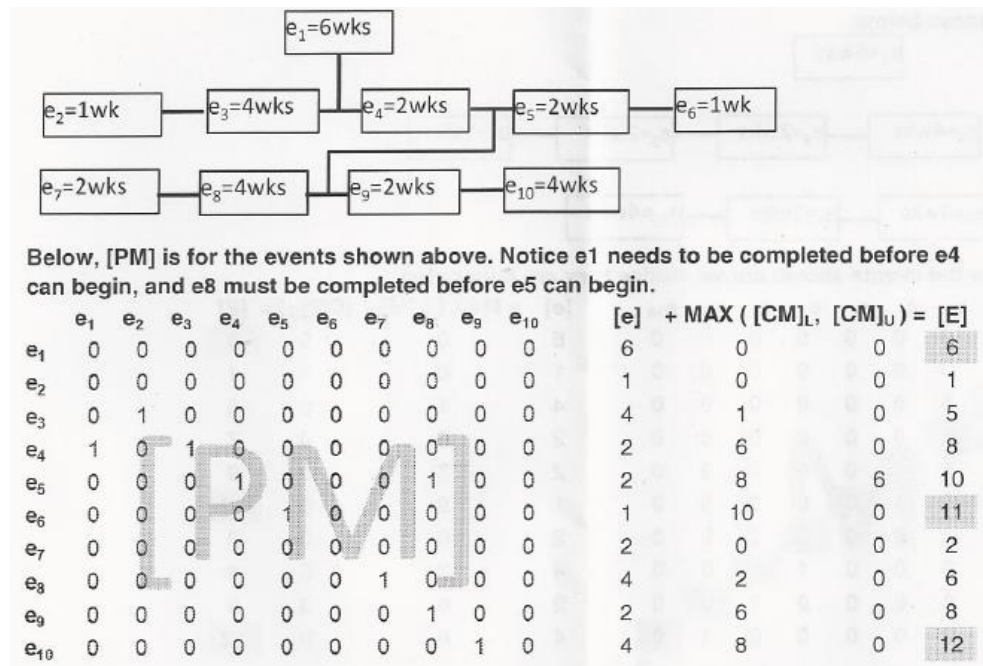 e₁=6wks
e₂=1wk e₃=4wks e₄=2wks e₅=2wks e₆=1wk
e₇=2wks e₈=4wks e₉=2wks e₁₀=4wks
Below, [PM] is for the events shown above. Notice e1 needs to be completed before e4
can begin, and e8 must be completed before e5 can begin.
e₁ e₂ e₃ e₄ e₅ e₆ e₇ e₈ e₉ e₁₀ [e] + MAX ( [CM]L, [CM]U ) = [E]
e₁ 0 0 0 0 0 0 0 0 0 0 6 0 0 6
e₂ 0 0 0 0 0 0 0 0 0 0 1 0 0 1
e₃ 0 1 0 0 0 0 0 0 0 0 4 1 0 5
e₄ 1 0 1 0 0 0 0 0 0 0 2 6 0 8
e₅ 0 0 0 1 0 0 0 1 0 0 2 8 6 10
[PM]
e₆ 0 0 0 0 1 0 0 0 0 0 1 10 0 11
e₇ 0 0 0 0 0 0 0 0 0 0 2 0 0 2
e₈ 0 0 0 0 0 0 1 0 0 0 4 2 0 6
e₉ 0 0 0 0 0 0 0 1 0 0 2 6 0 8
e₁₀ 0 0 0 0 0 0 0 0 1 0 4 8 0 12